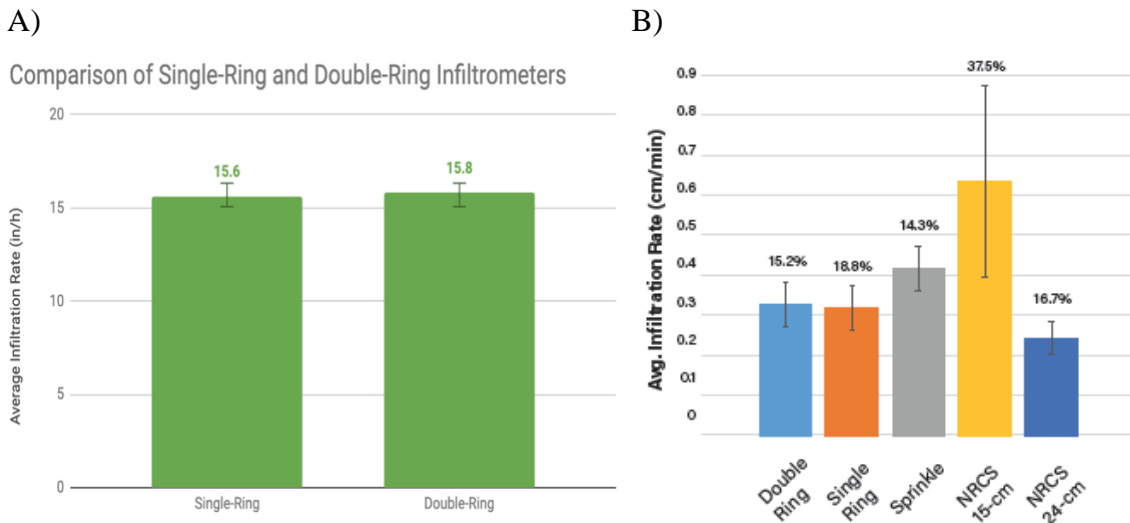 A)
Comparison of Single-Ring and Double-Ring Infiltrometers
Average Infiltration Rate (in/h)
20
15
10
5
0
15.6
15.8
Single-Ring
Double-Ring
B)
Avg. Infiltration Rate (cm/min)
0.9
0.8
0.7
0.6
0.5
0.4
0.3
0.2
0.1
0
15.2%
18.8%
14.3%
37.5%
16.7%
Double
Ring
Single
Ring
Sprinkle
NRCS
15-cm
NRCS
24-cm